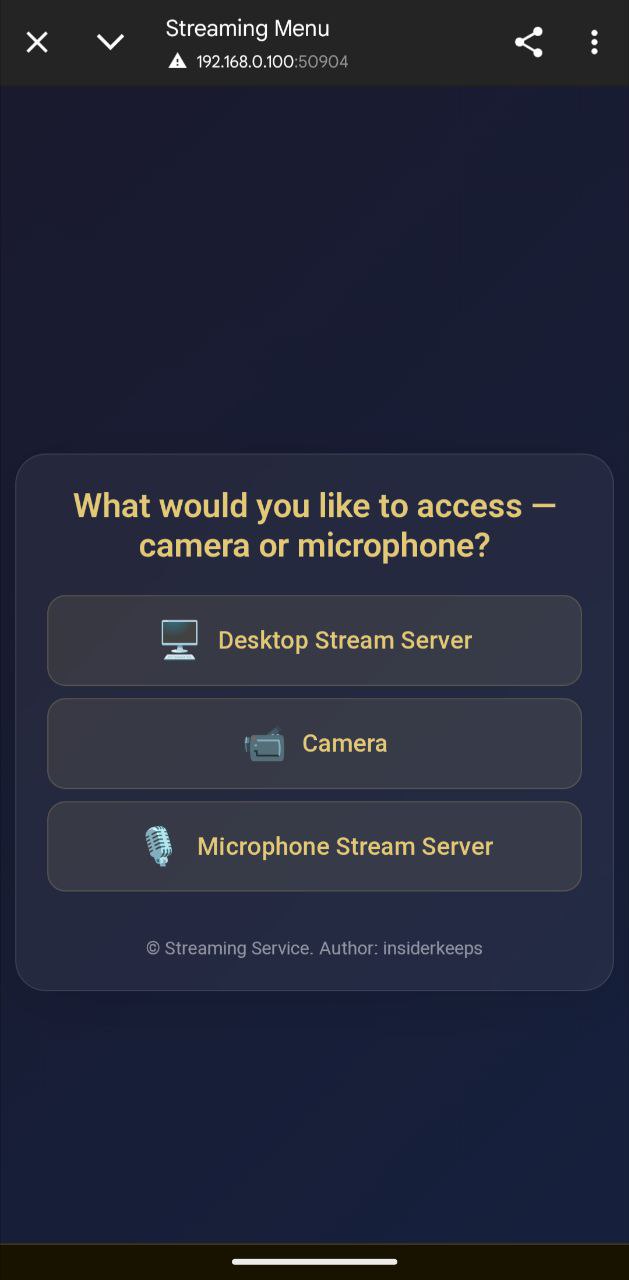 Streaming Menu
192.168.0.100:50904
What would you like to access —
camera or microphone?
Desktop Stream Server
Camera
Microphone Stream Server
© Streaming Service. Author: insiderkeeps